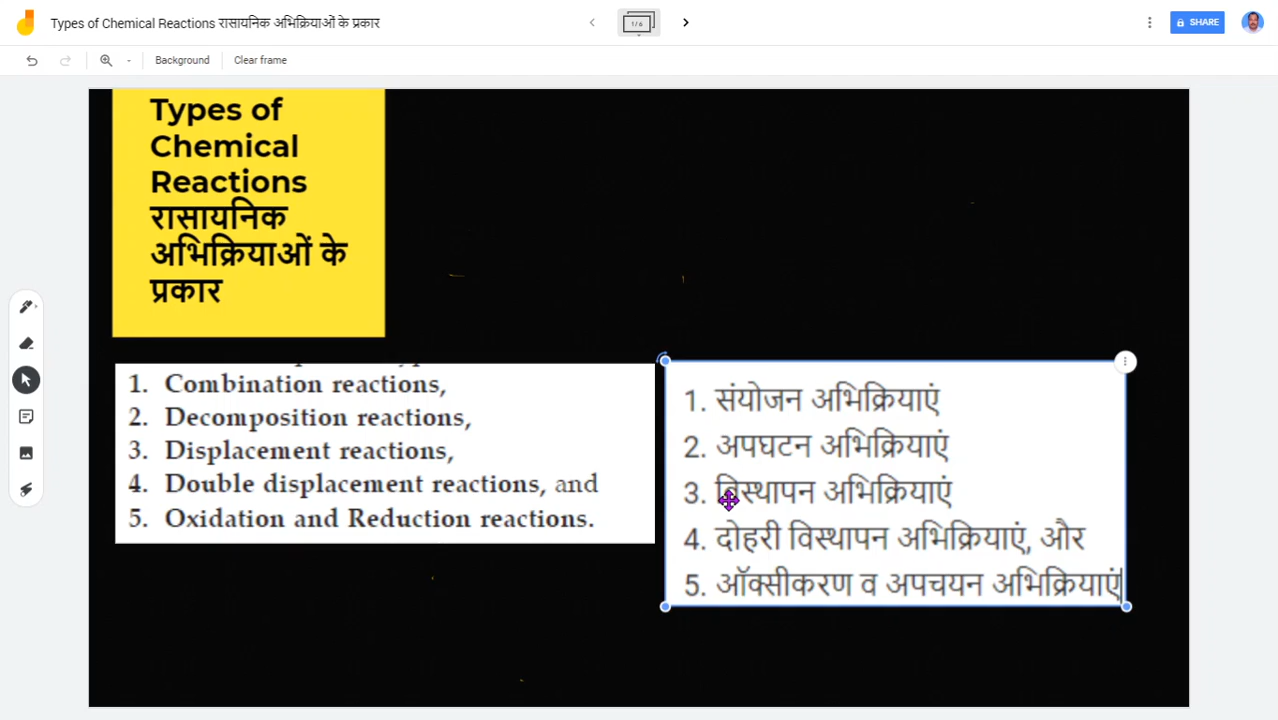 Types of Chemical Reactions रासायनिक अभिक्रियाओं के प्रकार
1/6
SHARE
Background
Clear frame
Types of
Chemical
Reactions
रासायनिक
अभिक्रियाओं के
प्रकार
1. Combination reactions,
2. Decomposition reactions,
3. Displacement reactions,
4. Double displacement reactions, and
5. Oxidation and Reduction reactions.
1. संयोजन अभिक्रियाएं
2. अपघटन अभिक्रियाएं
3. विस्थापन अभिक्रियाएं
4. दोहरी विस्थापन अभिक्रियाएं, और
5. ऑक्सीकरण व अपचयन अभिक्रियाएं